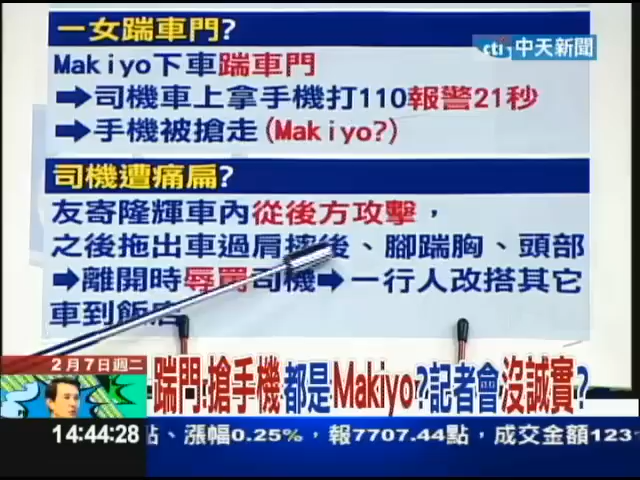 一女踹車門?
cti 中天新聞
Makiyo下車踹車門
➡司機車上拿手機打110報警21秒
➡手機被搶走(Makiyo?)
司機遭痛扁?
友寄隆輝車內從後方攻擊，
之後拖出車過肩摔後、腳踹胸、頭部
➡離開時辱罵司機➡一行人改搭其它
車到飯店
2月7日週二
踹門.搶手機都是Makiyo?記者會沒誠實?
14:44:28
點、漲幅0.25%，報7707.44點，成交金額123